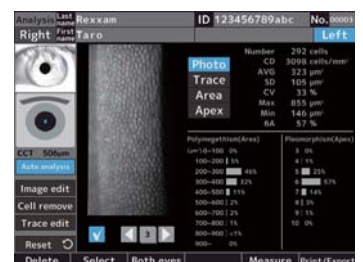 Analysis Last name Rexxam ID 123456789abc No. 00003
Right First name Taro Left
Photo
Trace
Area
Apex
Number 292 cells
CD 3098 cells/mm²
AVG 323 μm²
SD 105 μm²
CV 33 %
Max 855 μm²
Min 146 μm²
6A 57 %
CCT 506um
Auto analysis
Image edit
Cell remove
Trace edit
Reset
3
Polymegethism(Area)
(μm²)0~100 0%
100~200 5%
200~300 46%
300~400 32%
400~500 11%
500~600 2%
600~700 2%
700~800 1%
800~900 <1%
900~ 0%
Pleomorphism(Apex)
3 0%
4 1%
5 25%
6 57%
7 14%
8 3%
9 1%
10 0%
Delete Select Both eyes Measure Print/Export